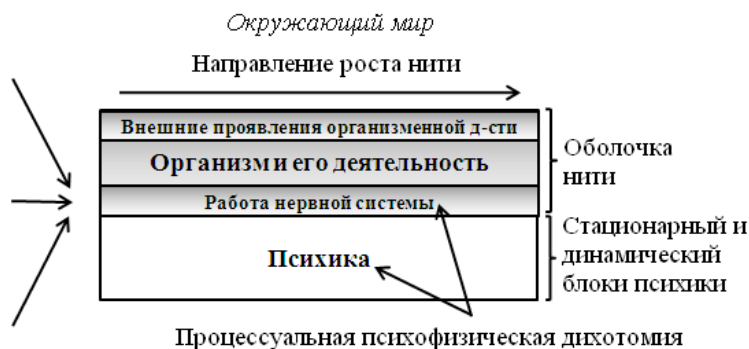 Окружающий мир
Направление роста нити
Внешние проявления организменной д-сти
Организм и его деятельность
Работа нервной системы
Психика
Оболочка
нити
Стационарный и
динамический
блоки психики
Процессуальная психофизическая дихотомия